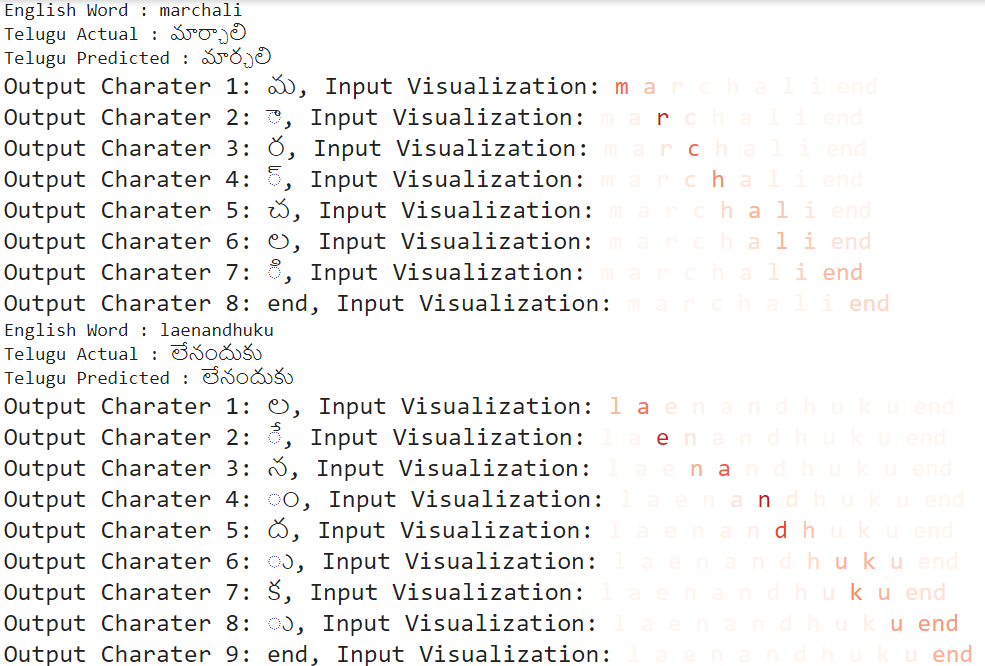 English Word : marchali
Telugu Actual : మార్చాలి
Telugu Predicted : మార్చలి
Output Charater 1: మ, Input Visualization: m a r c h a l i end
Output Charater 2: ా, Input Visualization: m a r c h a l i end
Output Charater 3: ర, Input Visualization: m a r c h a l i end
Output Charater 4: ్, Input Visualization: m a r c h a l i end
Output Charater 5: చ, Input Visualization: m a r c h a l i end
Output Charater 6: ల, Input Visualization: m a r c h a l i end
Output Charater 7: ి, Input Visualization: m a r c h a l i end
Output Charater 8: end, Input Visualization: m a r c h a l i end
English Word : laenandhuku
Telugu Actual : లేనందుకు
Telugu Predicted : లేనందుకు
Output Charater 1: ల, Input Visualization: l a e n a n d h u k u end
Output Charater 2: ే, Input Visualization: l a e n a n d h u k u end
Output Charater 3: న, Input Visualization: l a e n a n d h u k u end
Output Charater 4: ం, Input Visualization: l a e n a n d h u k u end
Output Charater 5: ద, Input Visualization: l a e n a n d h u k u end
Output Charater 6: ు, Input Visualization: l a e n a n d h u k u end
Output Charater 7: క, Input Visualization: l a e n a n d h u k u end
Output Charater 8: ు, Input Visualization: l a e n a n d h u k u end
Output Charater 9: end, Input Visualization: l a e n a n d h u k u end